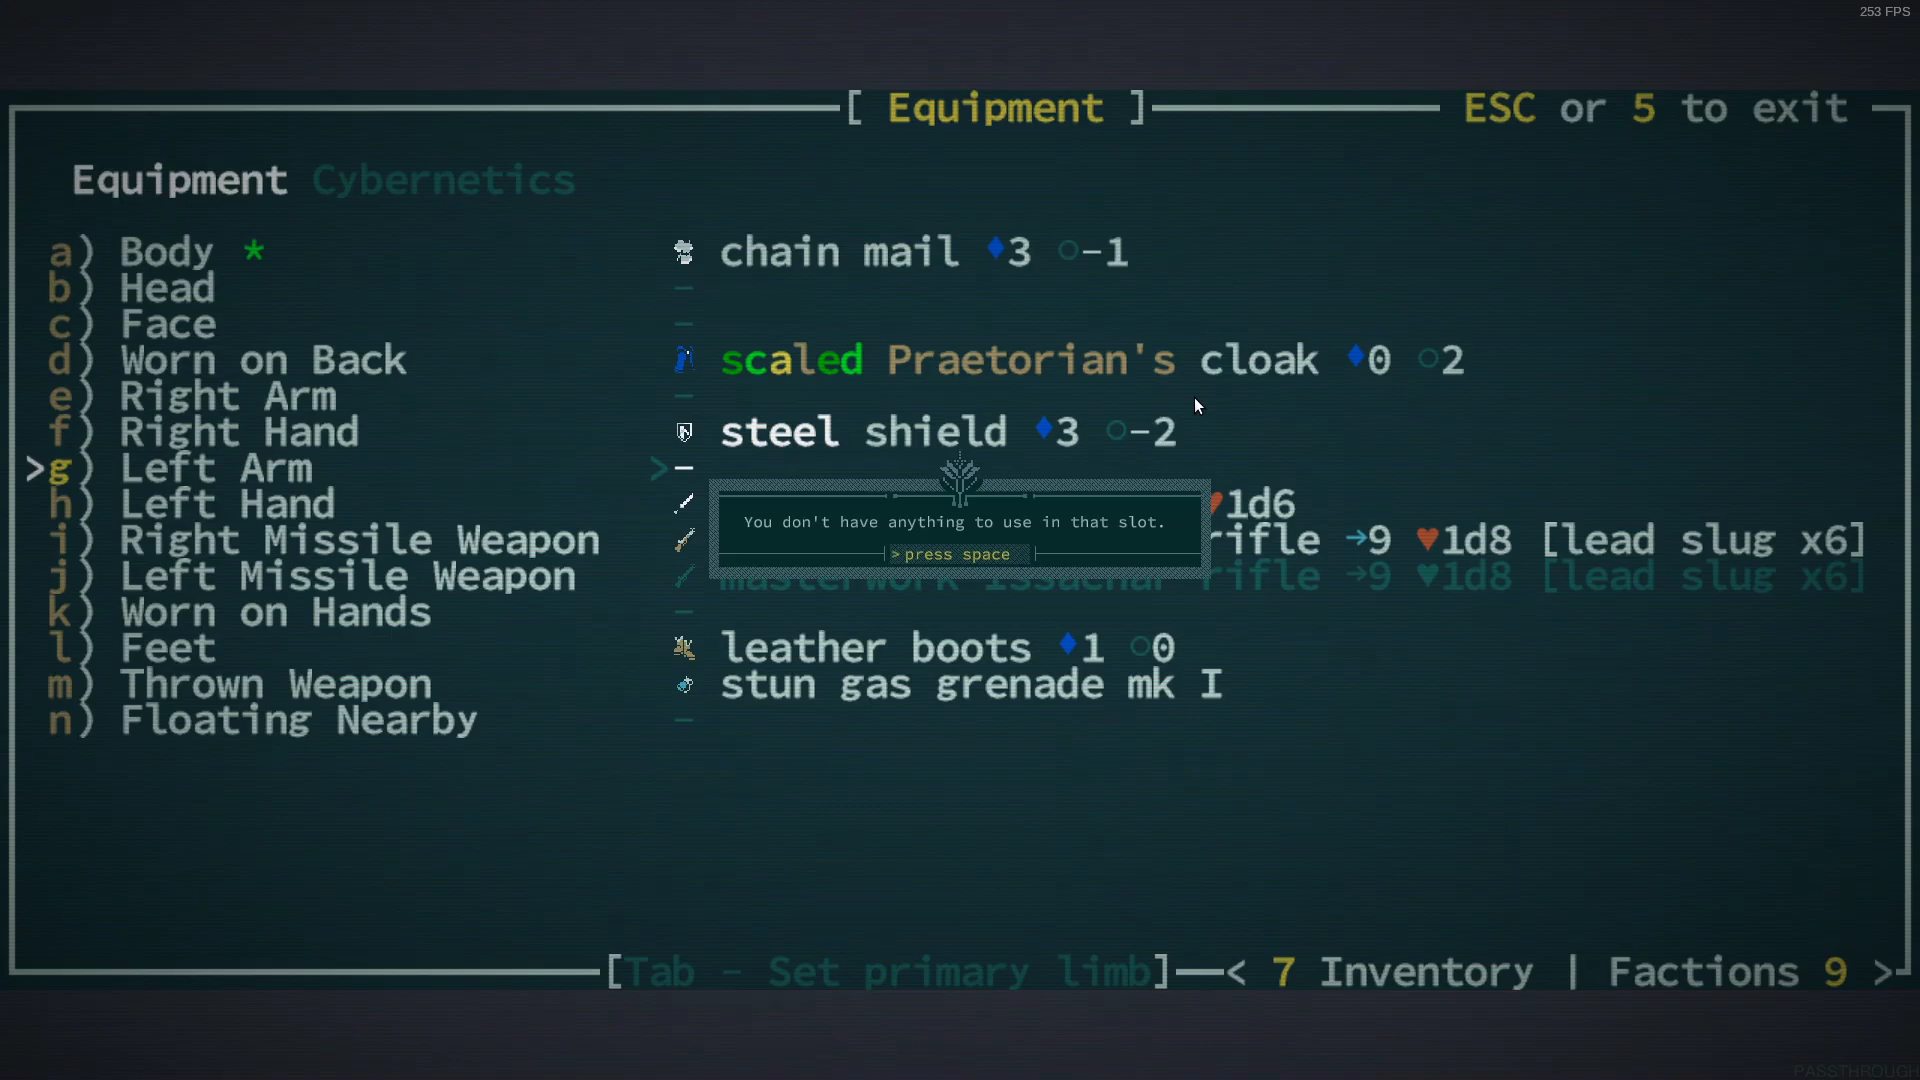 253 FPS
[ Equipment ] ESC or 5 to exit
Equipment Cybernetics
a) Body * chain mail ♦3 ○-1
b) Head -
c) Face -
d) Worn on Back scaled Praetorian's cloak ♦0 ○2
e) Right Arm -
f) Right Hand steel shield ♦3 ○-2
>g) Left Arm > -
h) Left Hand ♥1d6
i) Right Missile Weapon rifle →9 ♥1d8 [lead slug x6]
j) Left Missile Weapon masterwork issachar rifle →9 ♥1d8 [lead slug x6]
You don't have anything to use in that slot.
>press space
k) Worn on Hands -
l) Feet leather boots ♦1 ○0
m) Thrown Weapon stun gas grenade mk I
n) Floating Nearby -
[Tab - Set primary limb] < 7 Inventory | Factions 9 >
PASSTHROUGH